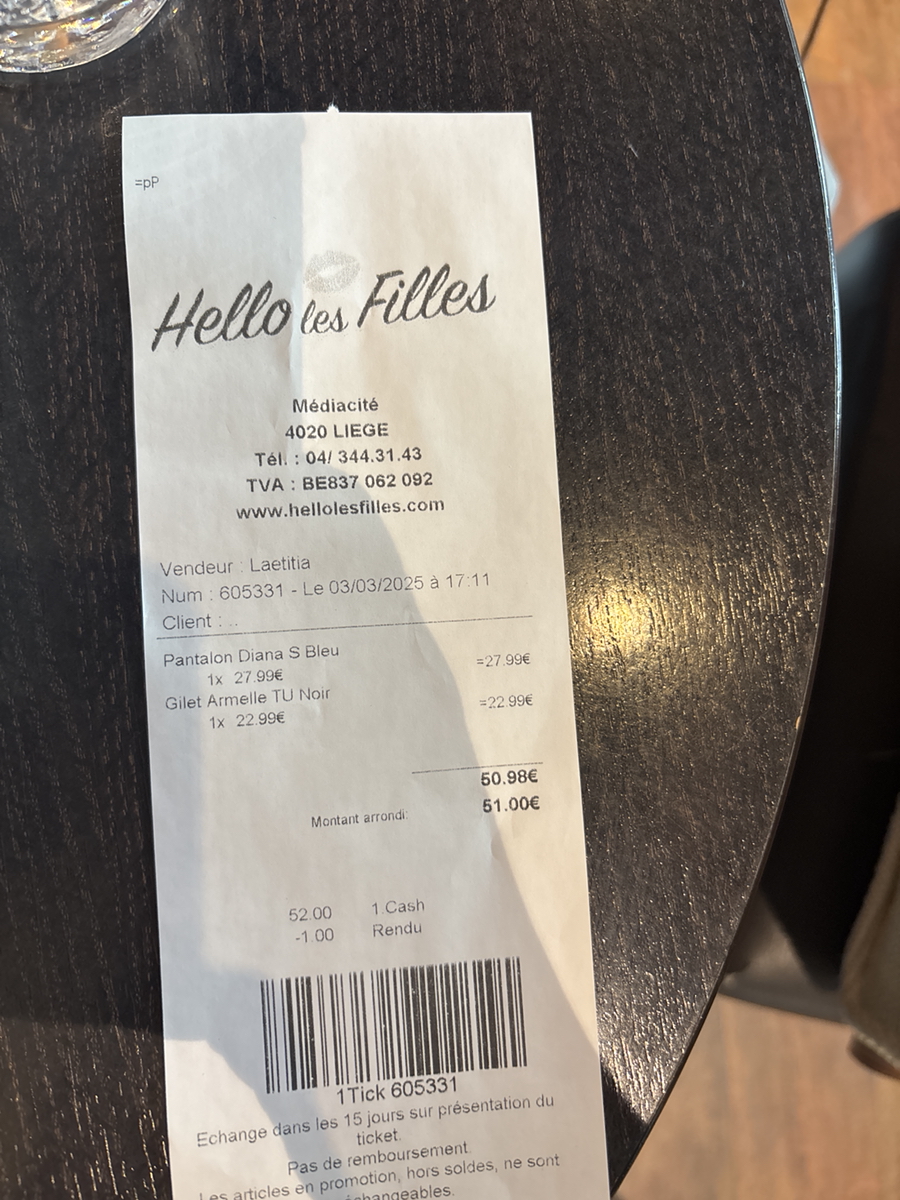 =pP
Hello les Filles
Médiacité
4020 LIEGE
Tél. : 04/ 344.31.43
TVA : BE837 062 092
www.hellolesfilles.com
Vendeur : Laetitia
Num : 605331 - Le 03/03/2025 à 17:11
Client : ..
Pantalon Diana S Bleu =27.99€
1x 27.99€
Gilet Armelle TU Noir =22.99€
1x 22.99€
50.98€
Montant arrondi: 51.00€
52.00 1.Cash
-1.00 Rendu
1Tick 605331
Echange dans les 15 jours sur présentation du
ticket.
Pas de remboursement.
Les articles en promotion, hors soldes, ne sont
échangeables.